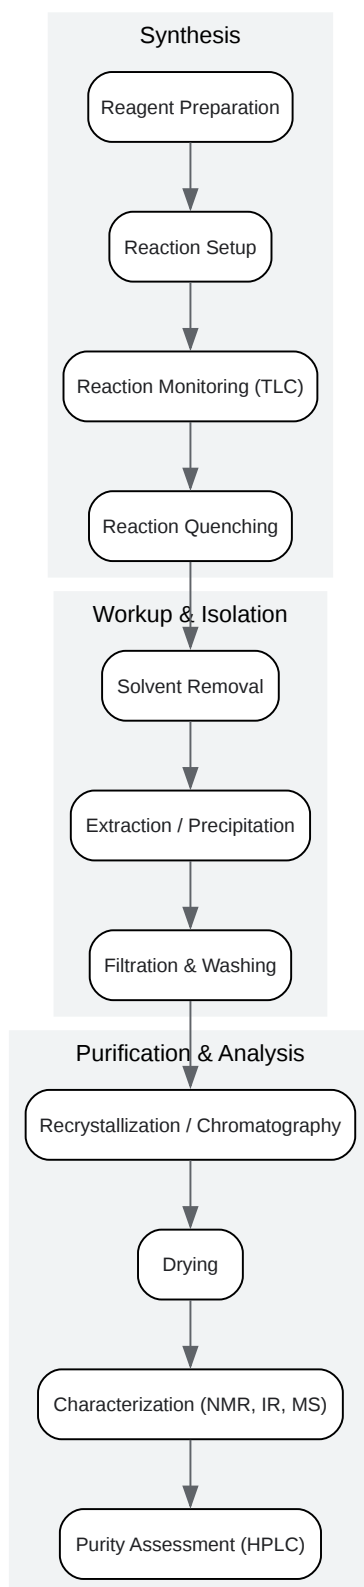 Synthesis
Reagent Preparation
Reaction Setup
Reaction Monitoring (TLC)
Reaction Quenching
Workup & Isolation
Solvent Removal
Extraction / Precipitation
Filtration & Washing
Purification & Analysis
Recrystallization / Chromatography
Drying
Characterization (NMR, IR, MS)
Purity Assessment (HPLC)